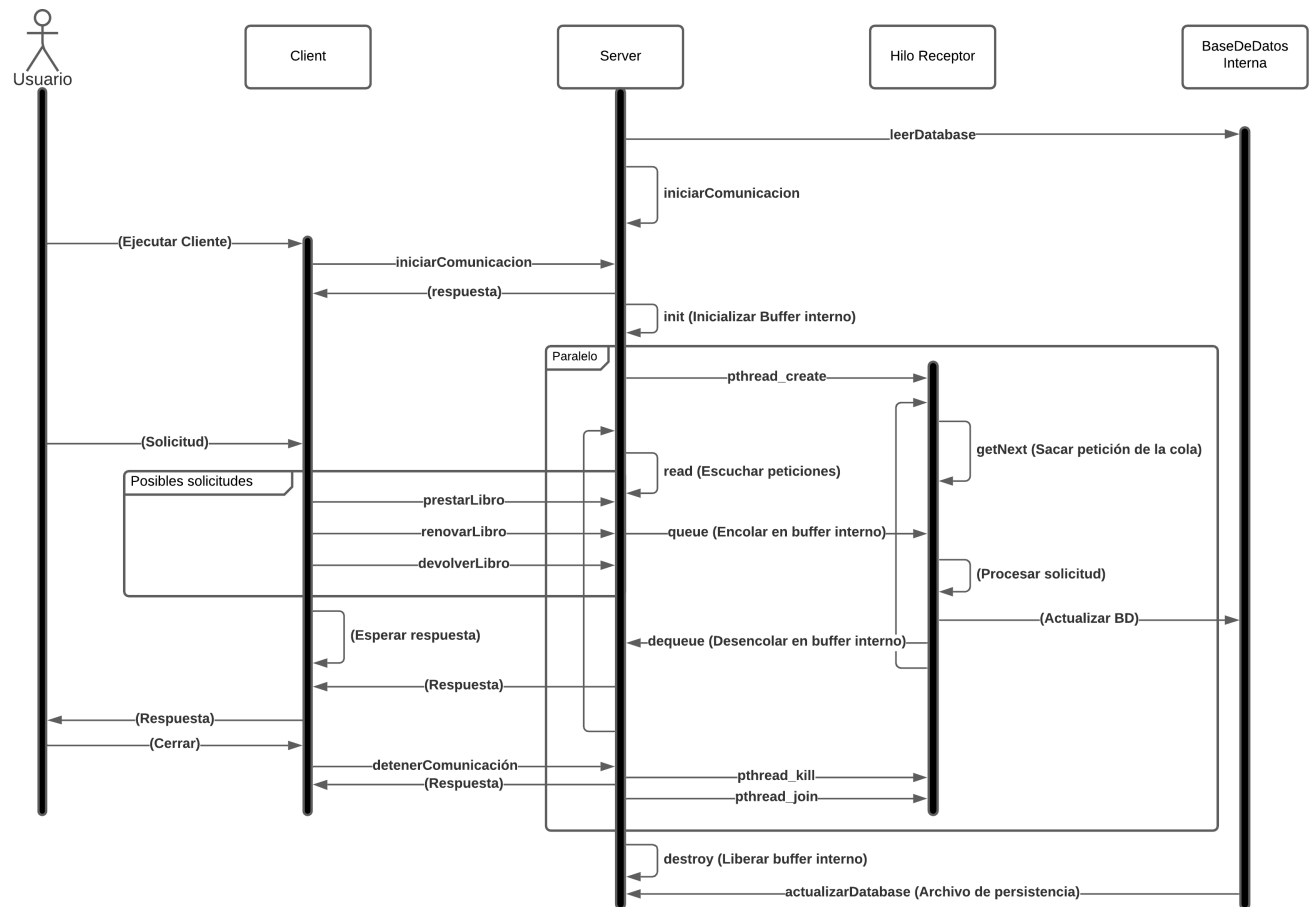 Usuario
Client
Server
Hilo Receptor
BaseDeDatos
Interna
leerDatabase
iniciarComunicacion
(Ejecutar Cliente)
iniciarComunicacion
(respuesta)
init (Inicializar Buffer interno)
Paralelo
pthread_create
(Solicitud)
getNext (Sacar petición de la cola)
read (Escuchar peticiones)
Posibles solicitudes
prestarLibro
renovarLibro
queue (Encolar en buffer interno)
devolverLibro
(Procesar solicitud)
(Actualizar BD)
(Esperar respuesta)
dequeue (Desencolar en buffer interno)
(Respuesta)
(Respuesta)
(Cerrar)
detenerComunicación
pthread_kill
(Respuesta)
pthread_join
destroy (Liberar buffer interno)
actualizarDatabase (Archivo de persistencia)